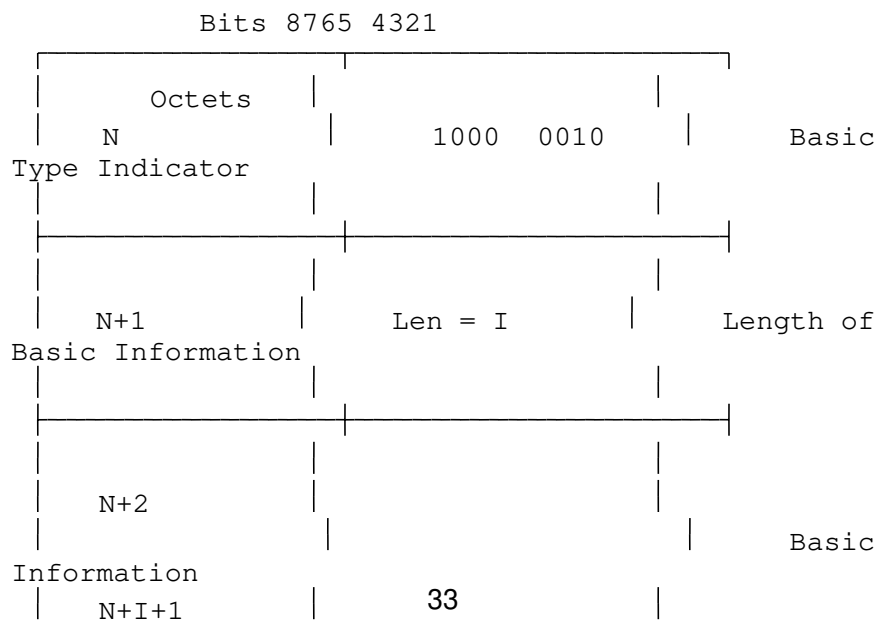 Bits 8765 4321
Octets
N 1000 0010 Basic
Type Indicator
N+1 Len = I Length of
Basic Information
N+2
Basic
Information
N+I+1 33